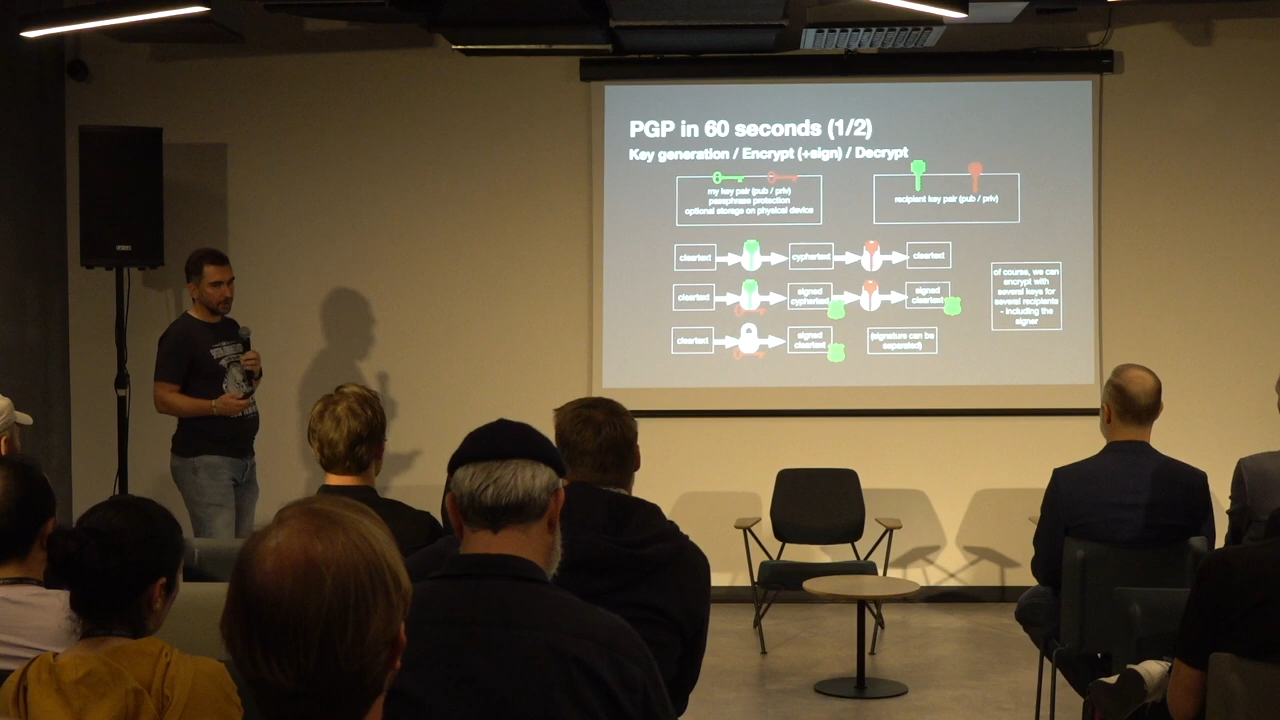 PGP in 60 seconds (1/2)
Key generation / Encrypt (+sign) / Decrypt
my key pair (pub / priv)
passphrase protection
optional storage on physical device
recipient key pair (pub / priv)
cleartext
cyphertext
cleartext
cleartext
signed
cyphertext
signed
cleartext
cleartext
signed
cleartext
(signature can be
separated)
of course, we can
encrypt with
several keys for
several recipients
- including the
signer